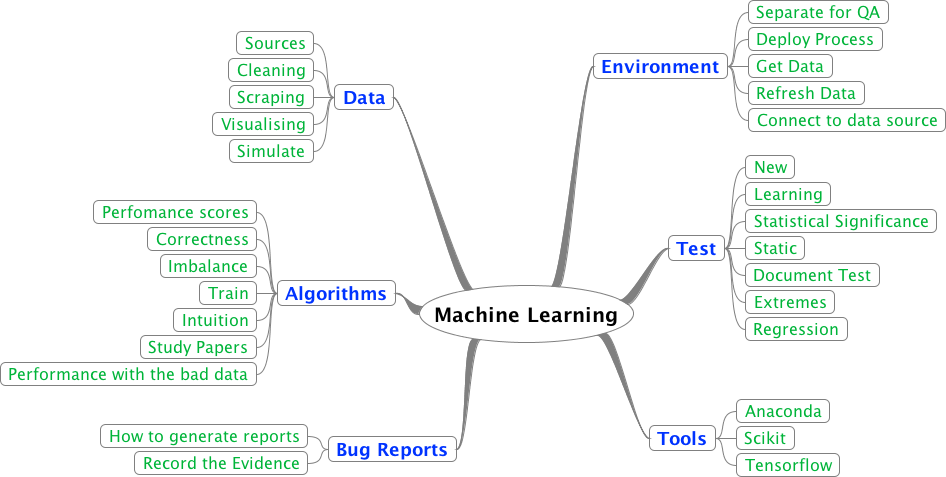 Machine Learning
Data
Sources
Cleaning
Scraping
Visualising
Simulate
Algorithms
Perfomance scores
Correctness
Imbalance
Train
Intuition
Study Papers
Performance with the bad data
Bug Reports
How to generate reports
Record the Evidence
Environment
Separate for QA
Deploy Process
Get Data
Refresh Data
Connect to data source
Test
New
Learning
Statistical Significance
Static
Document Test
Extremes
Regression
Tools
Anaconda
Scikit
Tensorflow